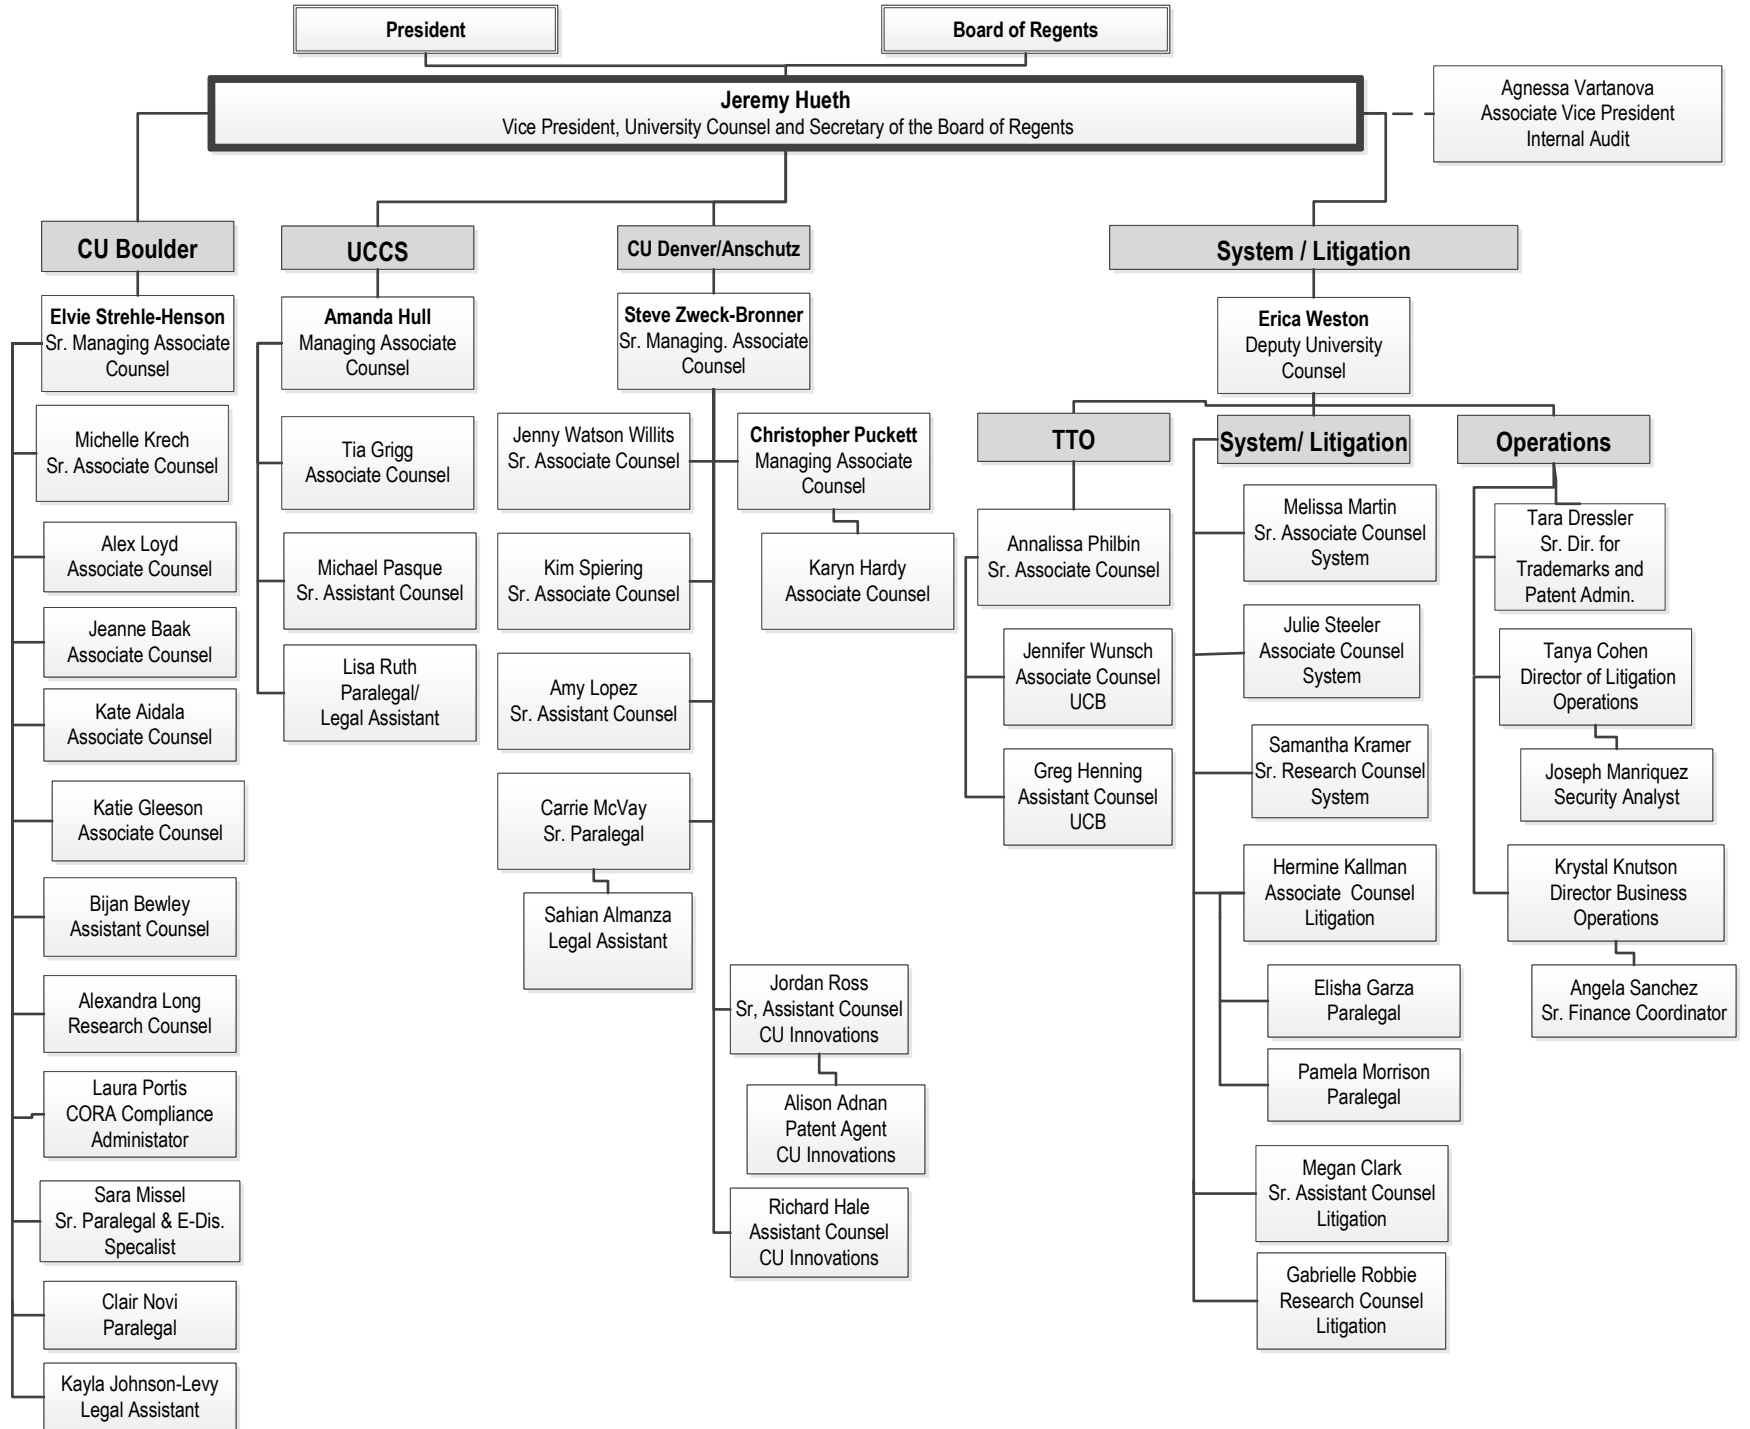 President
Board of Regents
Jeremy Hueth
Vice President, University Counsel and Secretary of the Board of Regents
Agnessa Vartanova
Associate Vice President
Internal Audit
CU Boulder
Elvie Strehle-Henson
Sr. Managing Associate
Counsel
Michelle Krech
Sr. Associate Counsel
Alex Loyd
Associate Counsel
Jeanne Baak
Associate Counsel
Kate Aidala
Associate Counsel
Katie Gleeson
Associate Counsel
Bijan Bewley
Assistant Counsel
Alexandra Long
Research Counsel
Laura Portis
CORA Compliance
Administator
Sara Missel
Sr. Paralegal & E-Dis.
Specalist
Clair Novi
Paralegal
Kayla Johnson-Levy
Legal Assistant
UCCS
Amanda Hull
Managing Associate
Counsel
Tia Grigg
Associate Counsel
Michael Pasque
Sr. Assistant Counsel
Lisa Ruth
Paralegal/
Legal Assistant
CU Denver/Anschutz
Steve Zweck-Bronner
Sr. Managing. Associate
Counsel
Jenny Watson Willits
Sr. Associate Counsel
Kim Spiering
Sr. Associate Counsel
Amy Lopez
Sr. Assistant Counsel
Carrie McVay
Sr. Paralegal
Sahian Almanza
Legal Assistant
Christopher Puckett
Managing Associate
Counsel
Karyn Hardy
Associate Counsel
Jordan Ross
Sr, Assistant Counsel
CU Innovations
Alison Adnan
Patent Agent
CU Innovations
Richard Hale
Assistant Counsel
CU Innovations
System / Litigation
Erica Weston
Deputy University
Counsel
TTO
Annalissa Philbin
Sr. Associate Counsel
Jennifer Wunsch
Associate Counsel
UCB
Greg Henning
Assistant Counsel
UCB
System/ Litigation
Melissa Martin
Sr. Associate Counsel
System
Julie Steeler
Associate Counsel
System
Samantha Kramer
Sr. Research Counsel
System
Hermine Kallman
Associate Counsel
Litigation
Elisha Garza
Paralegal
Pamela Morrison
Paralegal
Megan Clark
Sr. Assistant Counsel
Litigation
Gabrielle Robbie
Research Counsel
Litigation
Operations
Tara Dressler
Sr. Dir. for
Trademarks and
Patent Admin.
Tanya Cohen
Director of Litigation
Operations
Joseph Manriquez
Security Analyst
Krystal Knutson
Director Business
Operations
Angela Sanchez
Sr. Finance Coordinator